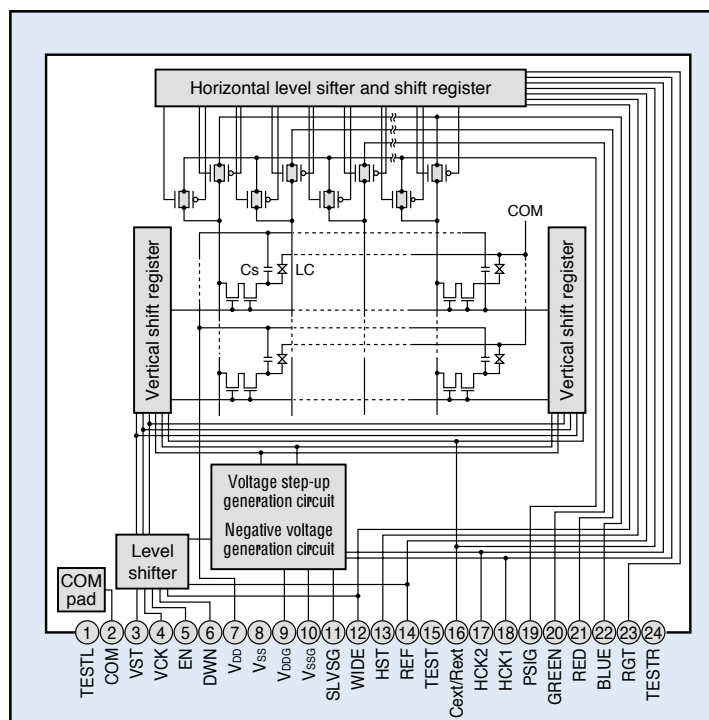 Horizontal level sifter and shift register
COM
Cs
LC
Vertical shift register
Vertical shift register
Voltage step-up
generation circuit
Negative voltage
generation circuit
Level
shifter
COM
pad
1 2 3 4 5 6 7 8 9 10 11 12 13 14 15 16 17 18 19 20 21 22 23 24
TESTL
COM
VST
VCK
EN
DWN
VDD
VSS
VDDG
VSSG
SLVSG
WIDE
HST
REF
TEST
Cext/Rext
HCK2
HCK1
PSIG
GREEN
RED
BLUE
RGT
TESTR